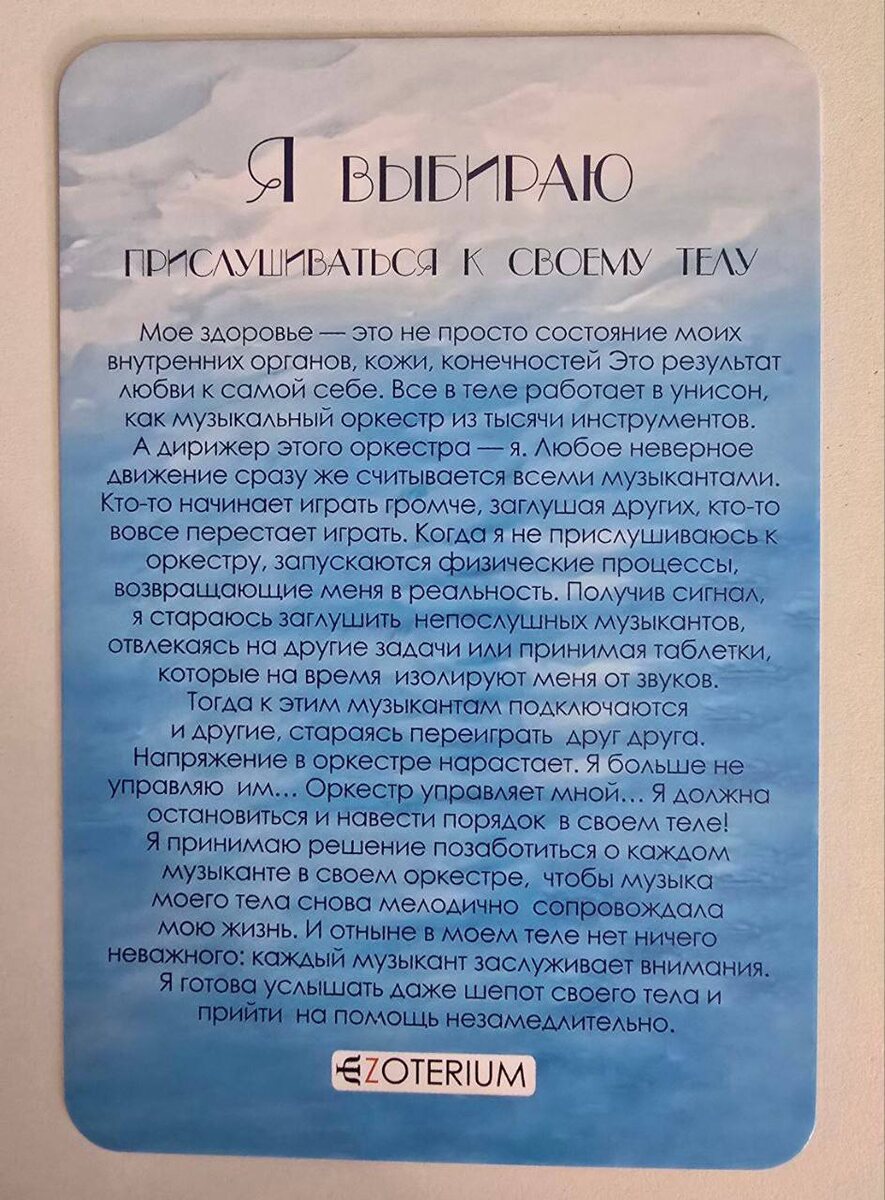 Я ВЫБИРАЮ
ПРИСЛУШИВАТЬСЯ К СВОЕМУ ТЕЛУ
Мое здоровье — это не просто состояние моих
внутренних органов, кожи, конечностей Это результат
любви к самой себе. Все в теле работает в унисон,
как музыкальный оркестр из тысячи инструментов.
А дирижер этого оркестра — я. Любое неверное
движение сразу же считывается всеми музыкантами.
Кто-то начинает играть громче, заглушая других, кто-то
вовсе перестает играть. Когда я не прислушиваюсь к
оркестру, запускаются физические процессы,
возвращающие меня в реальность. Получив сигнал,
я стараюсь заглушить непослушных музыкантов,
отвлекаясь на другие задачи или принимая таблетки,
которые на время изолируют меня от звуков.
Тогда к этим музыкантам подключаются
и другие, стараясь переиграть друг друга.
Напряжение в оркестре нарастает. Я больше не
управляю им... Оркестр управляет мной... Я должна
остановиться и навести порядок в своем теле!
Я принимаю решение позаботиться о каждом
музыканте в своем оркестре, чтобы музыка
моего тела снова мелодично сопровождала
мою жизнь. И отныне в моем теле нет ничего
неважного: каждый музыкант заслуживает внимания.
Я готова услышать даже шепот своего тела и
прийти на помощь незамедлительно.
EZOTERIUM